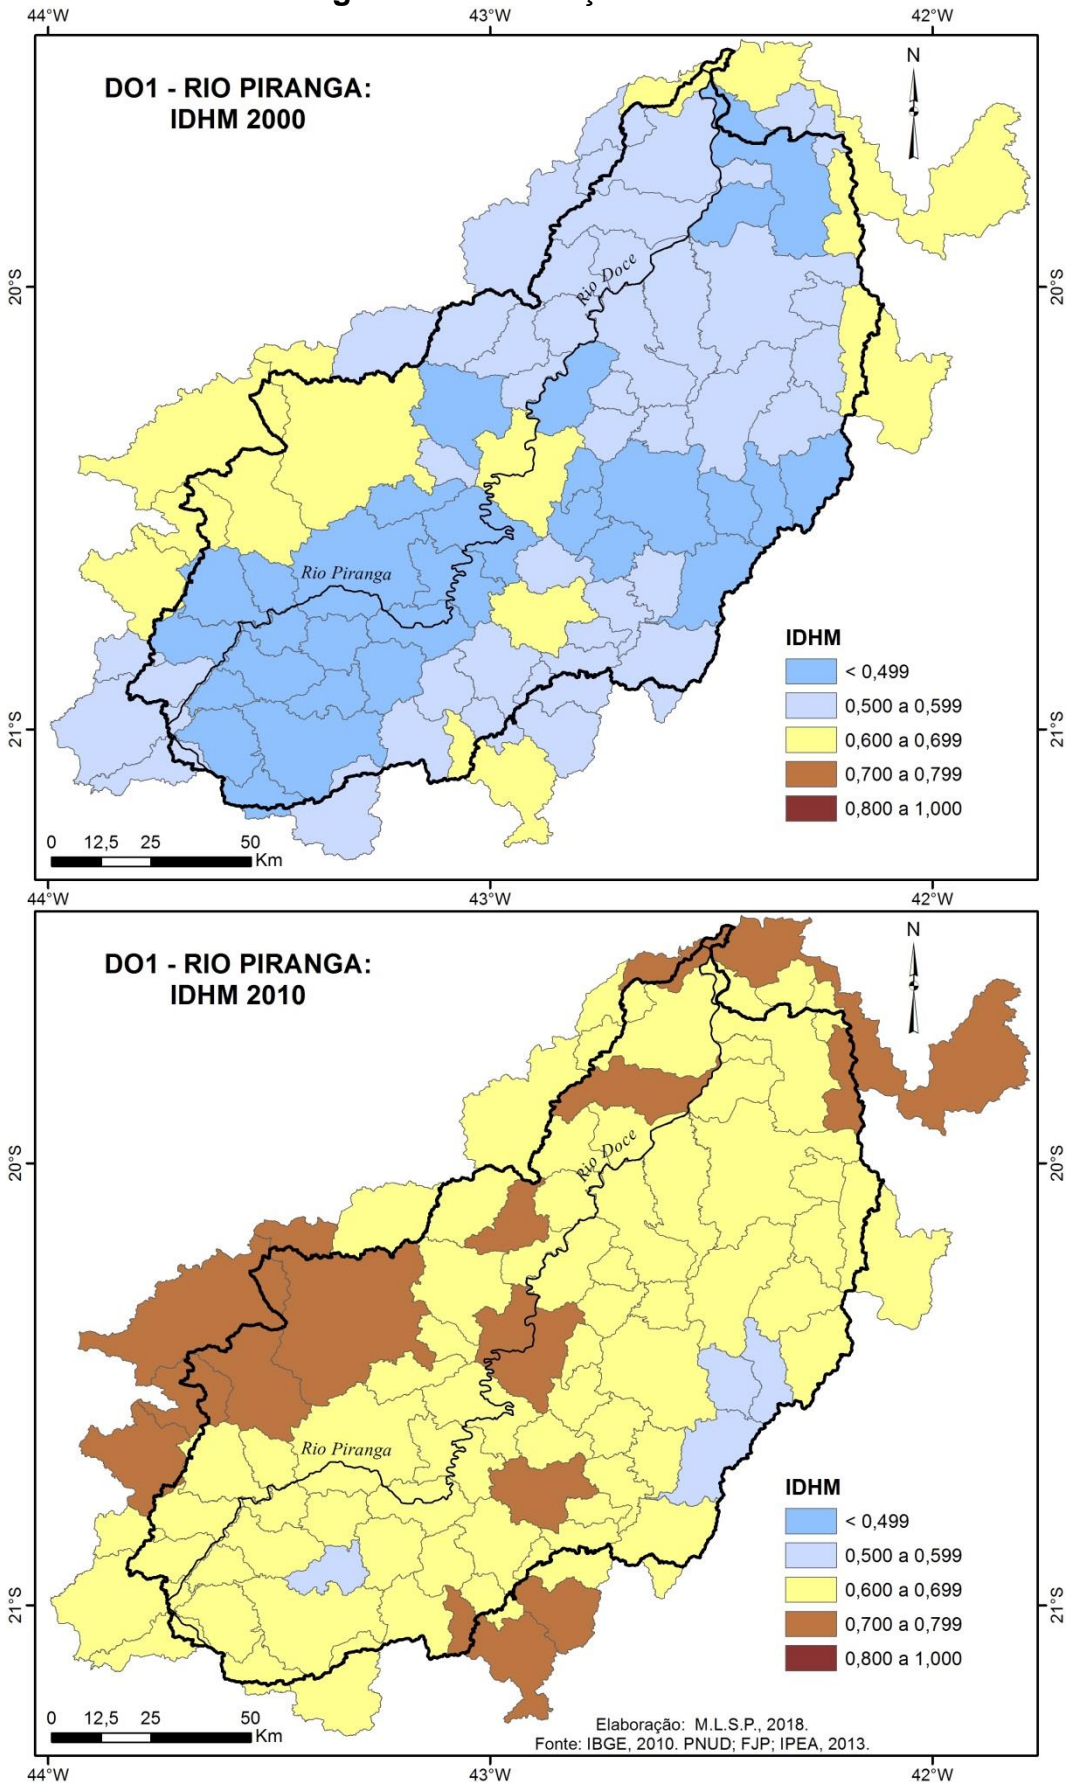 44°W 43°W 42°W
DO1 - RIO PIRANGA:
IDHM 2000
N
20°S 20°S
Rio Doce
Rio Piranga
IDHM
< 0,499
0,500 a 0,599
21°S 21°S
0,600 a 0,699
0,700 a 0,799
0,800 a 1,000
0 12,5 25 50
Km
44°W 43°W 42°W
DO1 - RIO PIRANGA:
IDHM 2010
N
20°S 20°S
Rio Doce
Rio Piranga
IDHM
< 0,499
0,500 a 0,599
0,600 a 0,699
21°S 21°S
0,700 a 0,799
0,800 a 1,000
0 12,5 25 50
Km
Elaboração: M.L.S.P., 2018.
Fonte: IBGE, 2010. PNUD; FJP; IPEA, 2013.
44°W 43°W 42°W